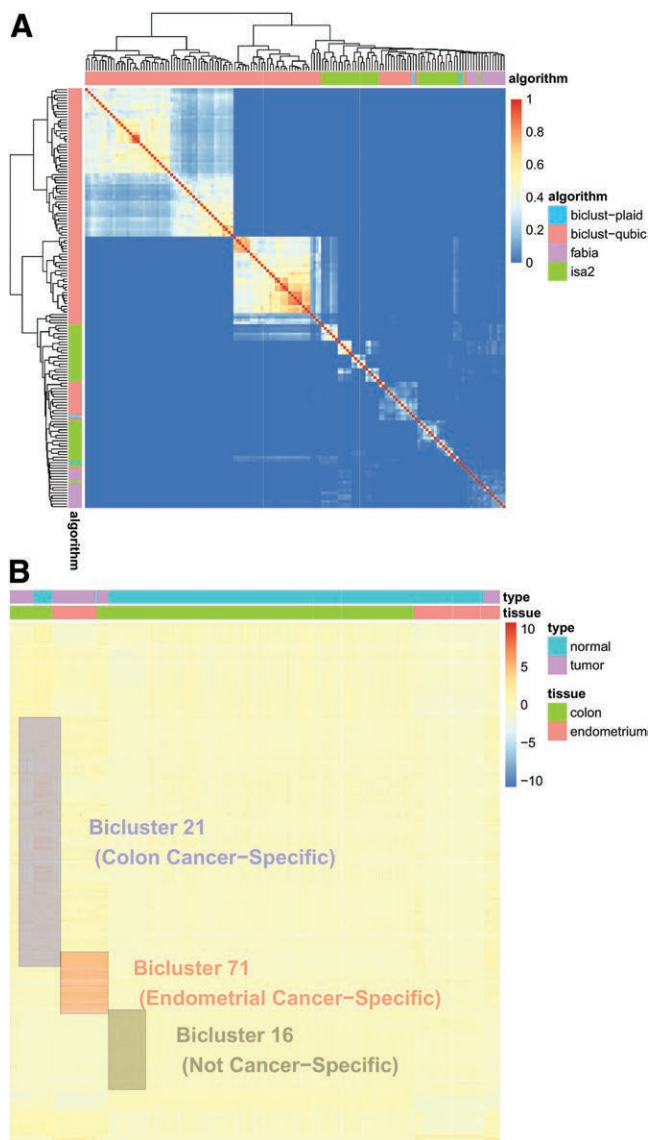 A
algorithm
1
0.8
0.6
0.4
0.2
0
algorithm
biclust-plaid
biclust-qubic
fabia
isa2
algorithm
B
type
tissue
10
5
0
−5
−10
type
normal
tumor
tissue
colon
endometrium
Bicluster 21
(Colon Cancer−Specific)
Bicluster 71
(Endometrial Cancer−Specific)
Bicluster 16
(Not Cancer−Specific)